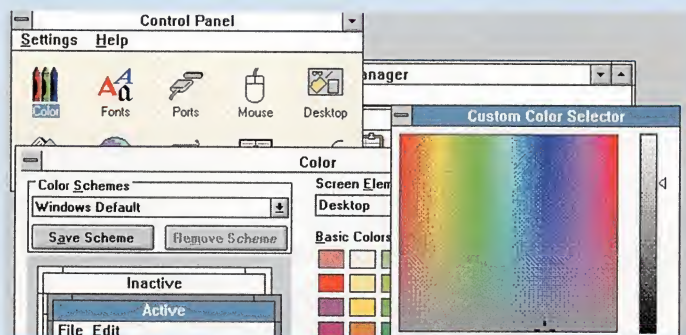 Control Panel
Settings Help
Color Fonts Ports Mouse Desktop
anager
Custom Color Selector
Color
Color Schemes
Windows Default
Save Scheme Remove Scheme
Screen Elem
Desktop
Basic Colors
Inactive
Active
File Edit